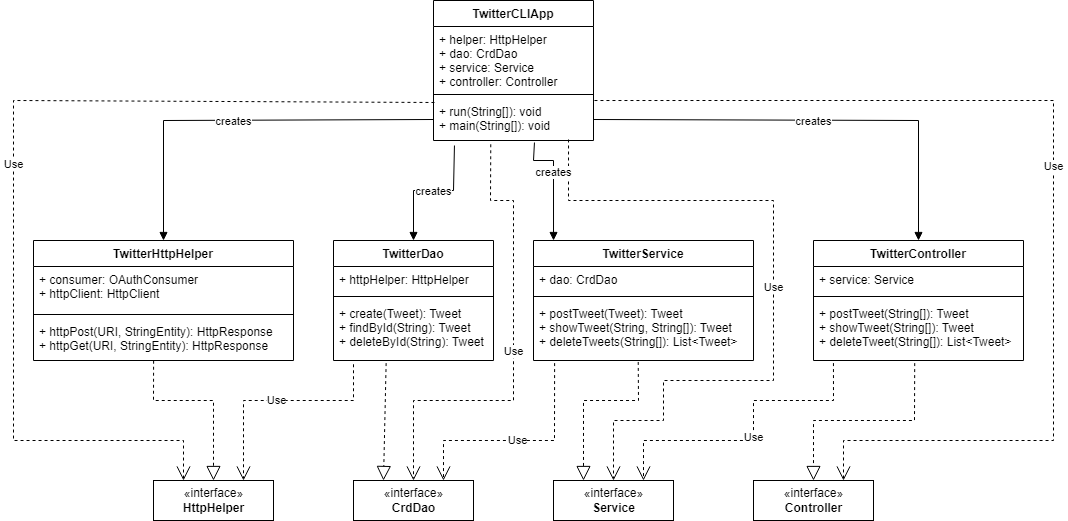 TwitterCLIApp
+ helper: HttpHelper
+ dao: CrdDao
+ service: Service
+ controller: Controller
+ run(String[]): void
+ main(String[]): void
creates
creates
Use
Use
creates
creates
TwitterHttpHelper
+ consumer: OAuthConsumer
+ httpClient: HttpClient
+ httpPost(URI, StringEntity): HttpResponse
+ httpGet(URI, StringEntity): HttpResponse
TwitterDao
+ httpHelper: HttpHelper
+ create(Tweet): Tweet
+ findById(String): Tweet
+ deleteById(String): Tweet
TwitterService
+ dao: CrdDao
+ postTweet(Tweet): Tweet
+ showTweet(String, String[]): Tweet
+ deleteTweets(String[]): List<Tweet>
TwitterController
+ service: Service
+ postTweet(String[]): Tweet
+ showTweet(String[]): Tweet
+ deleteTweet(String[]): List<Tweet>
Use
Use
Use
Use
Use
«interface»
HttpHelper
«interface»
CrdDao
«interface»
Service
«interface»
Controller